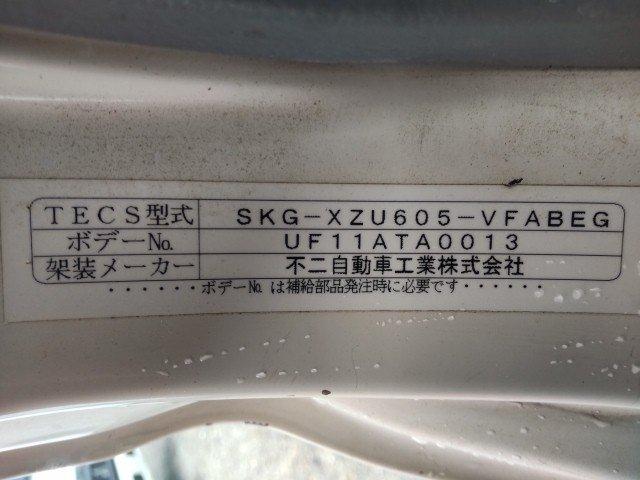 TECS型式 SKG-XZU605-VFABEG
ボデーNo. UF11ATA0013
架装メーカー 不二自動車工業株式会社
・・・・・・ボデーNo.は補給部品発注時に必要です・・・・・・